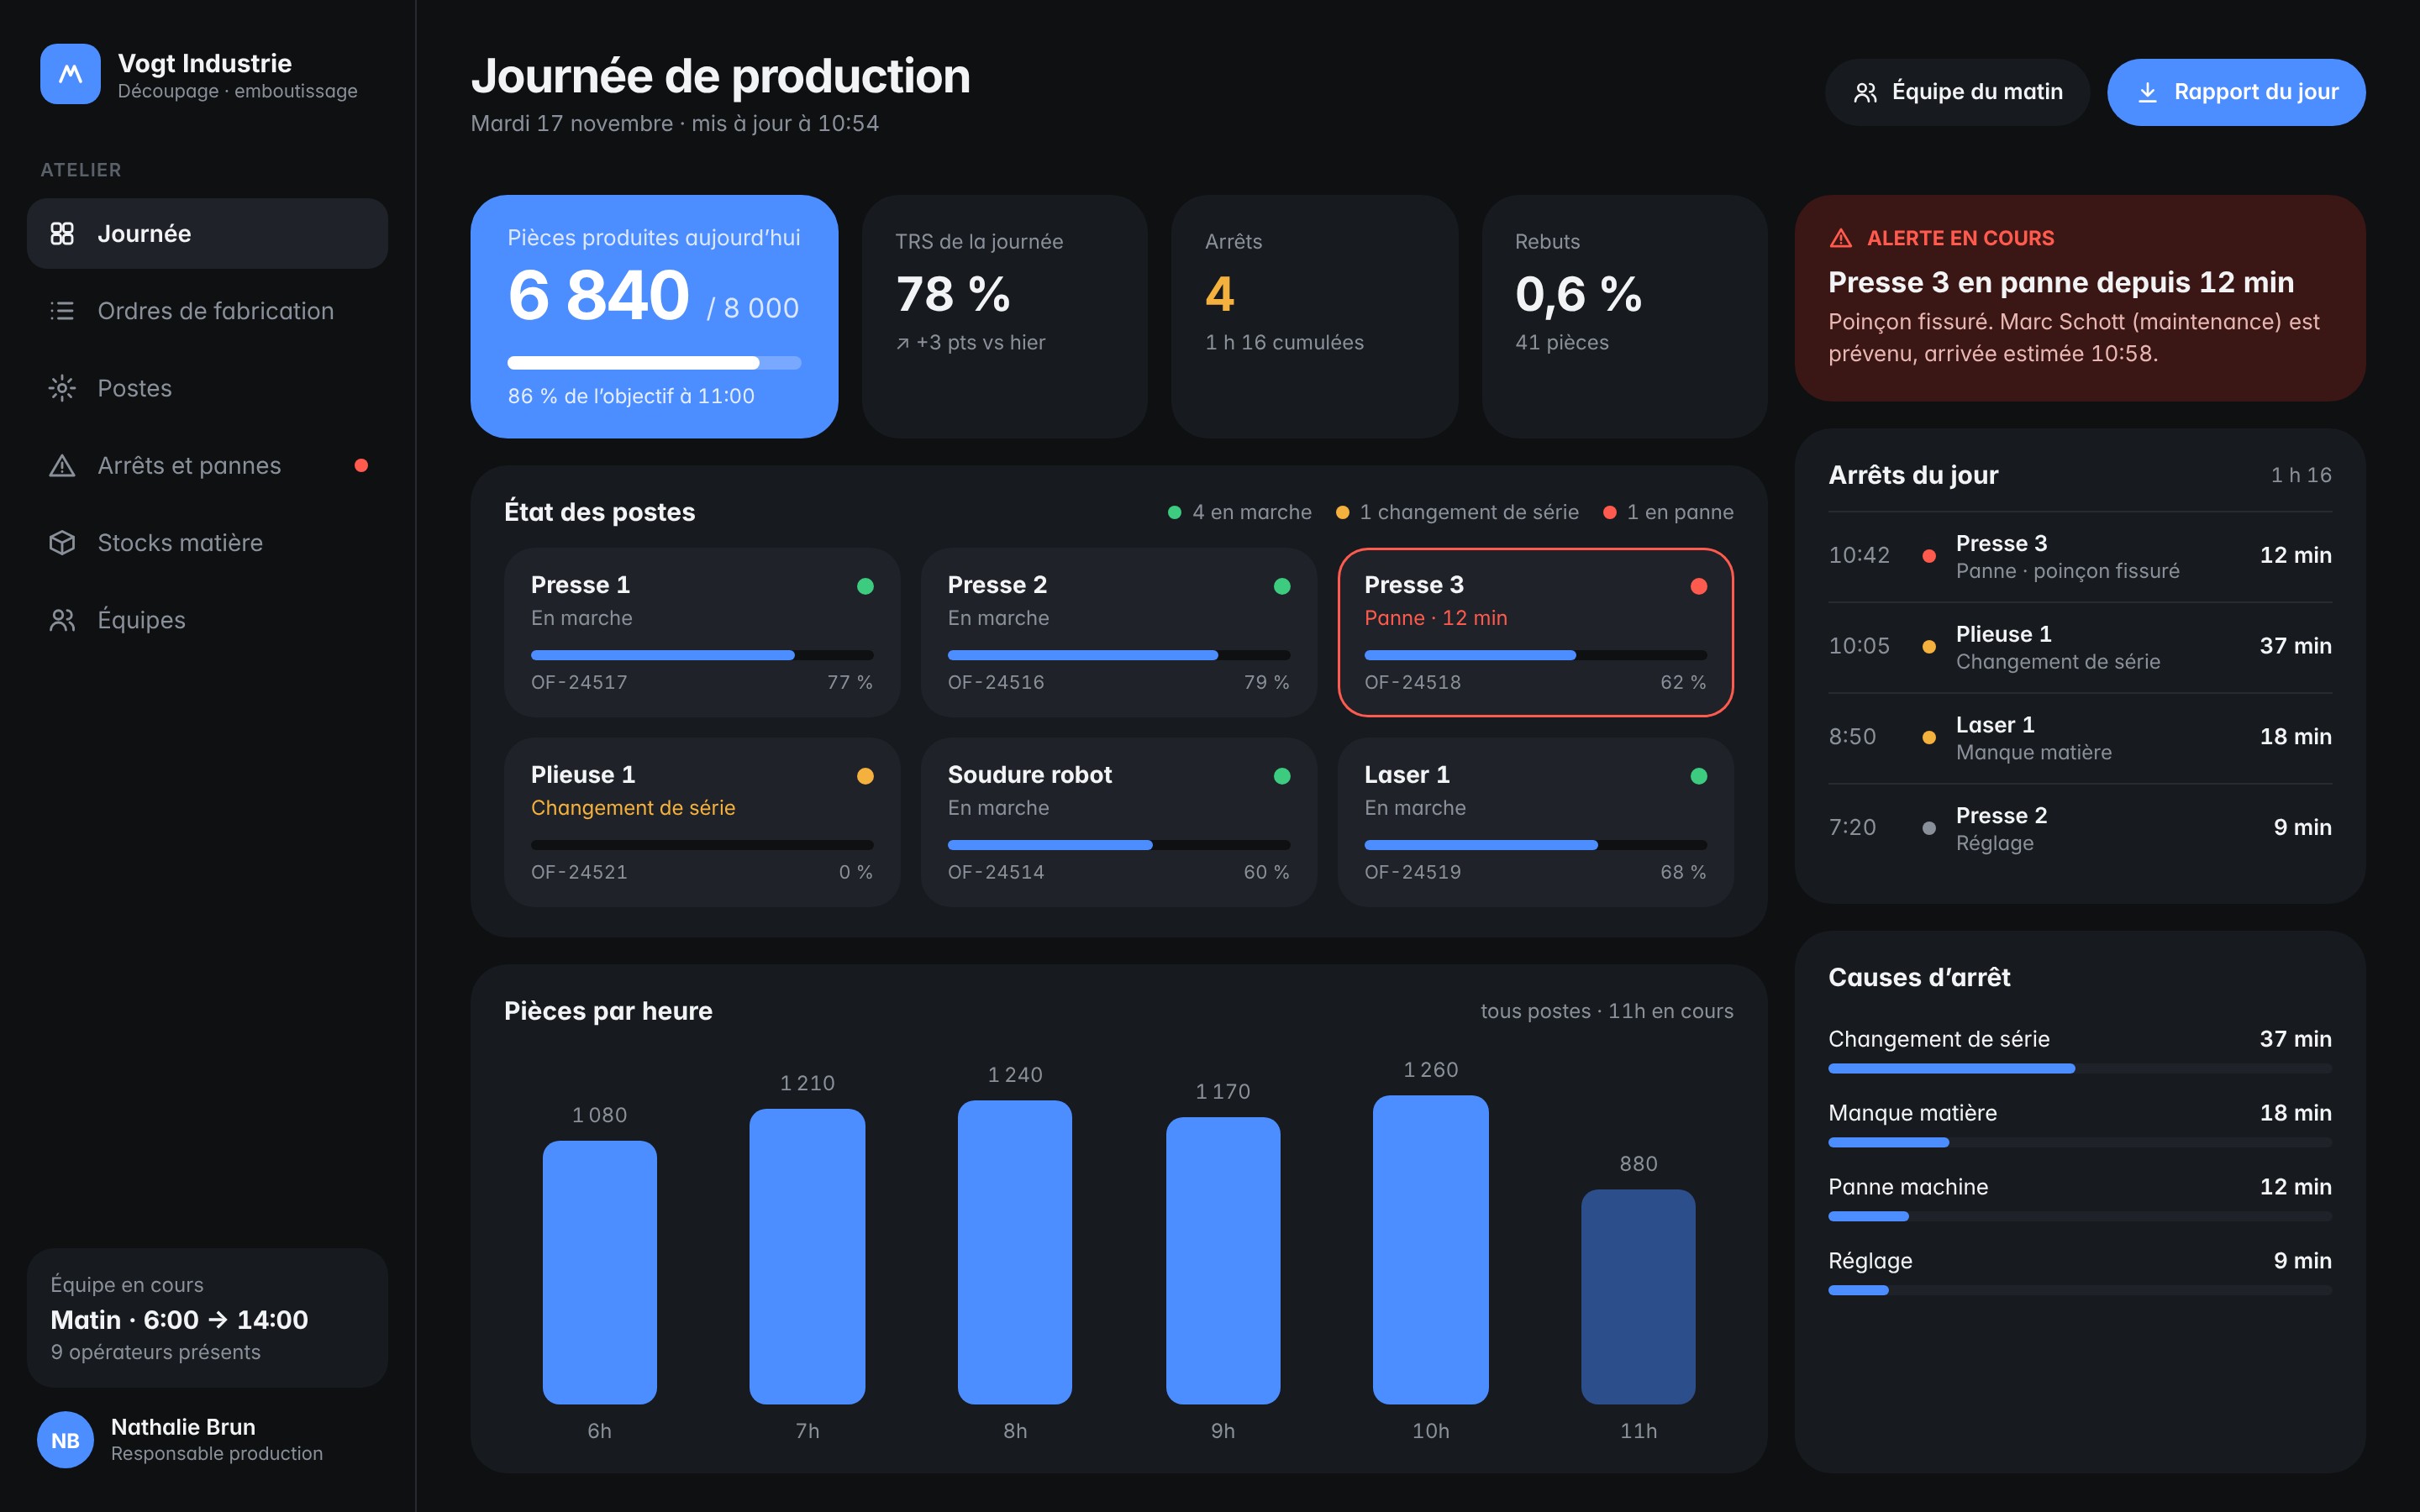 Vogt Industrie
Découpage · emboutissage
ATELIER
Journée
Ordres de fabrication
Postes
Arrêts et pannes
Stocks matière
Équipes
Équipe en cours
Matin · 6:00 → 14:00
9 opérateurs présents
NB
Nathalie Brun
Responsable production
Journée de production
Mardi 17 novembre · mis à jour à 10:54
Équipe du matin
Rapport du jour
Pièces produites aujourd’hui
6 840 / 8 000
86 % de l’objectif à 11:00
TRS de la journée
78 %
↗ +3 pts vs hier
Arrêts
4
1 h 16 cumulées
Rebuts
0,6 %
41 pièces
État des postes
4 en marche
1 changement de série
1 en panne
Presse 1
En marche
OF-24517 77 %
Presse 2
En marche
OF-24516 79 %
Presse 3
Panne · 12 min
OF-24518 62 %
Plieuse 1
Changement de série
OF-24521 0 %
Soudure robot
En marche
OF-24514 60 %
Laser 1
En marche
OF-24519 68 %
Pièces par heure
tous postes · 11h en cours
1 080
1 210
1 240
1 170
1 260
880
6h
7h
8h
9h
10h
11h
ALERTE EN COURS
Presse 3 en panne depuis 12 min
Poinçon fissuré. Marc Schott (maintenance) est
prévenu, arrivée estimée 10:58.
Arrêts du jour
1 h 16
10:42
Presse 3
Panne · poinçon fissuré
12 min
10:05
Plieuse 1
Changement de série
37 min
8:50
Laser 1
Manque matière
18 min
7:20
Presse 2
Réglage
9 min
Causes d’arrêt
Changement de série 37 min
Manque matière 18 min
Panne machine 12 min
Réglage 9 min